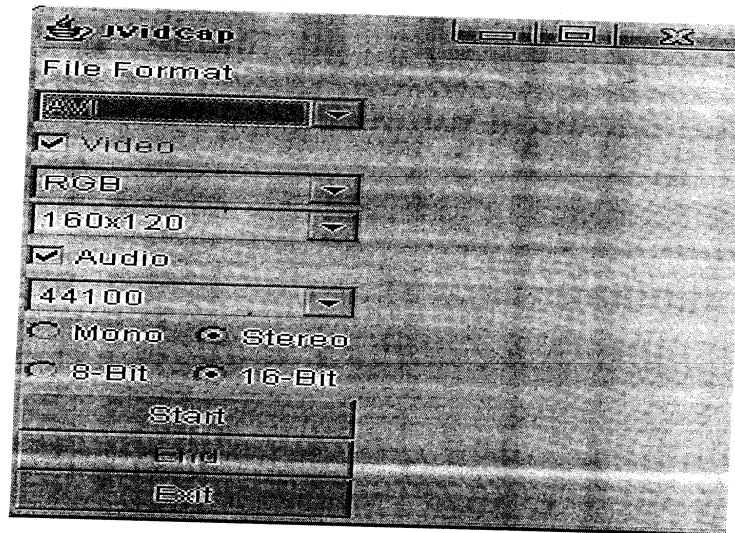 JVidCap
File Format
AVI
Video
RGB
160x120
Audio
44100
Mono Stereo
8-Bit 16-Bit
Start
End
Exit